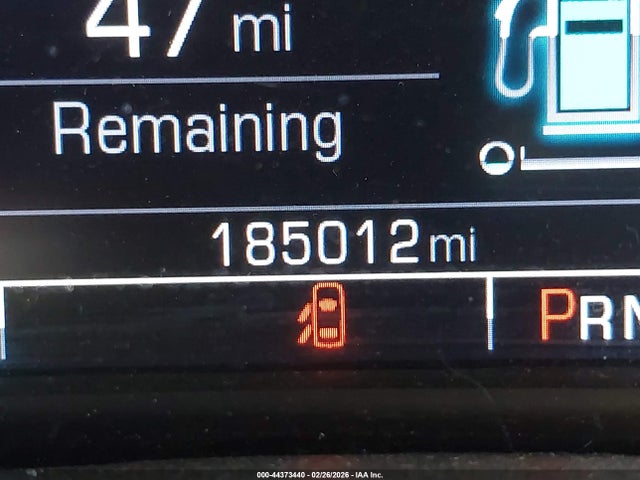 47 mi
Remaining
185012 mi
PRN
000-44373440 - 02/26/2026 - IAA Inc.